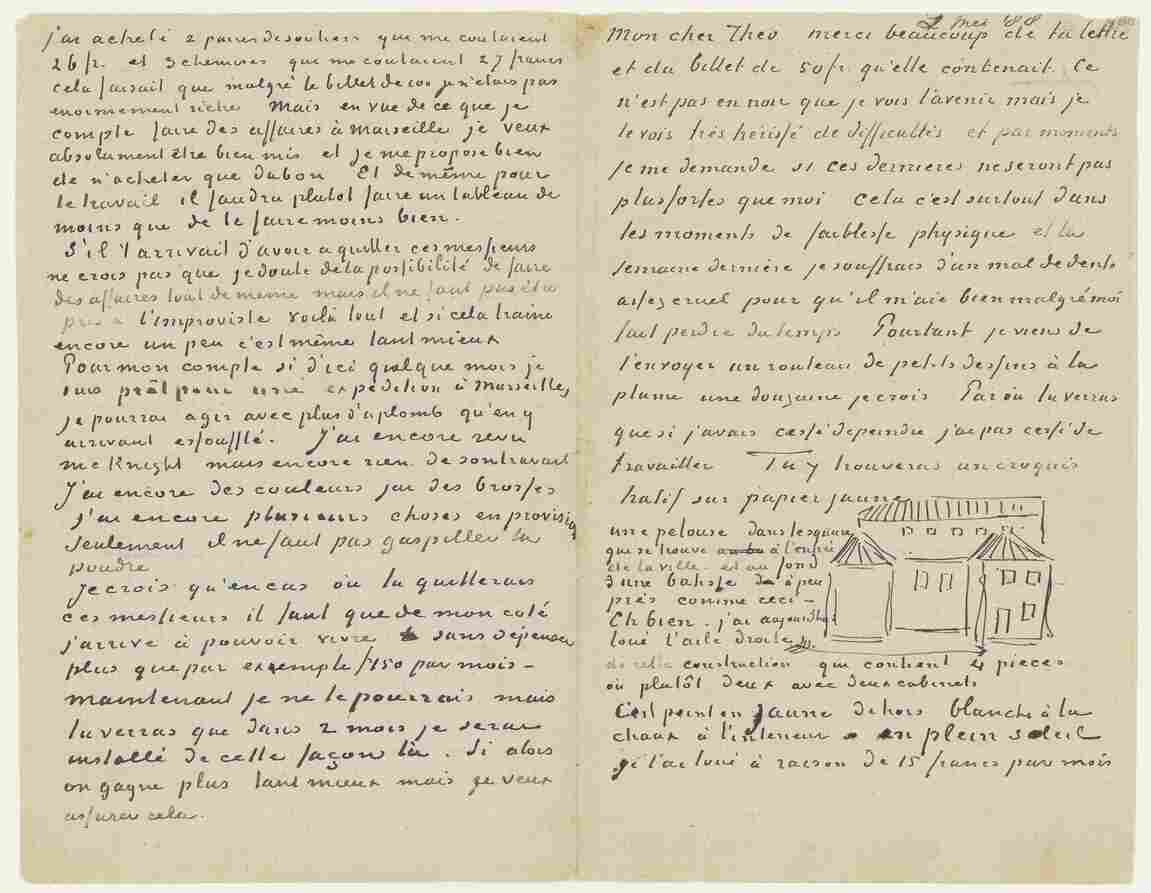 j'ai acheté 2 paires de souliers qui me coutaient
26 fr. et 3 chemises qui me coutaient 27 francs
cela faisait que malgré le billet de 100 je n'étais pas
enormement riche Mais en vue de ce que je
compte faire des affaires à Marseille je veux
absolument être bien mis et je me propose bien
de n'acheter que du bon Et de même pour
le travail il faudra plutot faire un tableau de
moins que de le faire moins bien.
S'il t'arrivait d'avoir a quitter ces messieurs
ne crois pas que je doute de la possibilité de faire
des affaires tout de meme mais il ne faut pas être
pris à l'improviste voilà tout et si cela traine
encore un peu c'est même tant mieux
Pour mon compte si d'ici quelque mois je
suis prêt pour une expédition à Marseille,
je pourrai agir avec plus d'aplomb qu'en y
arrivant essoufflé. J'ai encore revu
Mc Knight mais encore rien de son travail
J'ai encore des couleurs j'ai des brosses
j'ai encore plusieurs choses en provision
seulement il ne faut pas gaspiller la
poudre
Je crois qu'en cas où tu quitterais
ces messieurs il faut que de mon coté
j'arrive à pouvoir vivre sans dépenser
plus que par exemple /150 par mois –
maintenant je ne le pourrais mais
tu verras que dans 2 mois je serai
installé de cette façon là. Si alors
on gagne plus tant mieux mais je veux
assurer cela.
mai 88
Mon cher Theo merci beaucoup de ta lettre
et du billet de 50 fr. qu'elle contenait. Ce
n'est pas en noir que je vois l'avenir mais je
le vois très hérissé de difficultés et par moments
je me demande si ces dernieres ne seront pas
plus fortes que moi Cela c'est surtout dans
les moments de faiblesse physique et la
semaine dernière je souffrais d'un mal de dents
assez cruel pour qu'il m'aie bien malgré moi
fait perdre du temps. Pourtant je viens de
t'envoyer un rouleau de petits dessins à la
plume une douzaine je crois Par où tu verras
que si j'avais cessé de peindre j'ai pas cessé de
travailler Tu y trouveras un croquis
hatif sur papier jaune
une pelouse dans le square
qui se trouve à l'entrée
de la ville. et au fond
d'une batisse à peu
près comme ceci –
Eh bien – j'ai aujourd'hui
loué l'aile droite
de cette construction qui contient 4 pieces
ou plutôt deux avec deux cabinets
C'est peint en jaune dehors blanchi à la
chaux à l'interieur – en plein soleil
je l'ai loué à raison de 15 francs par mois